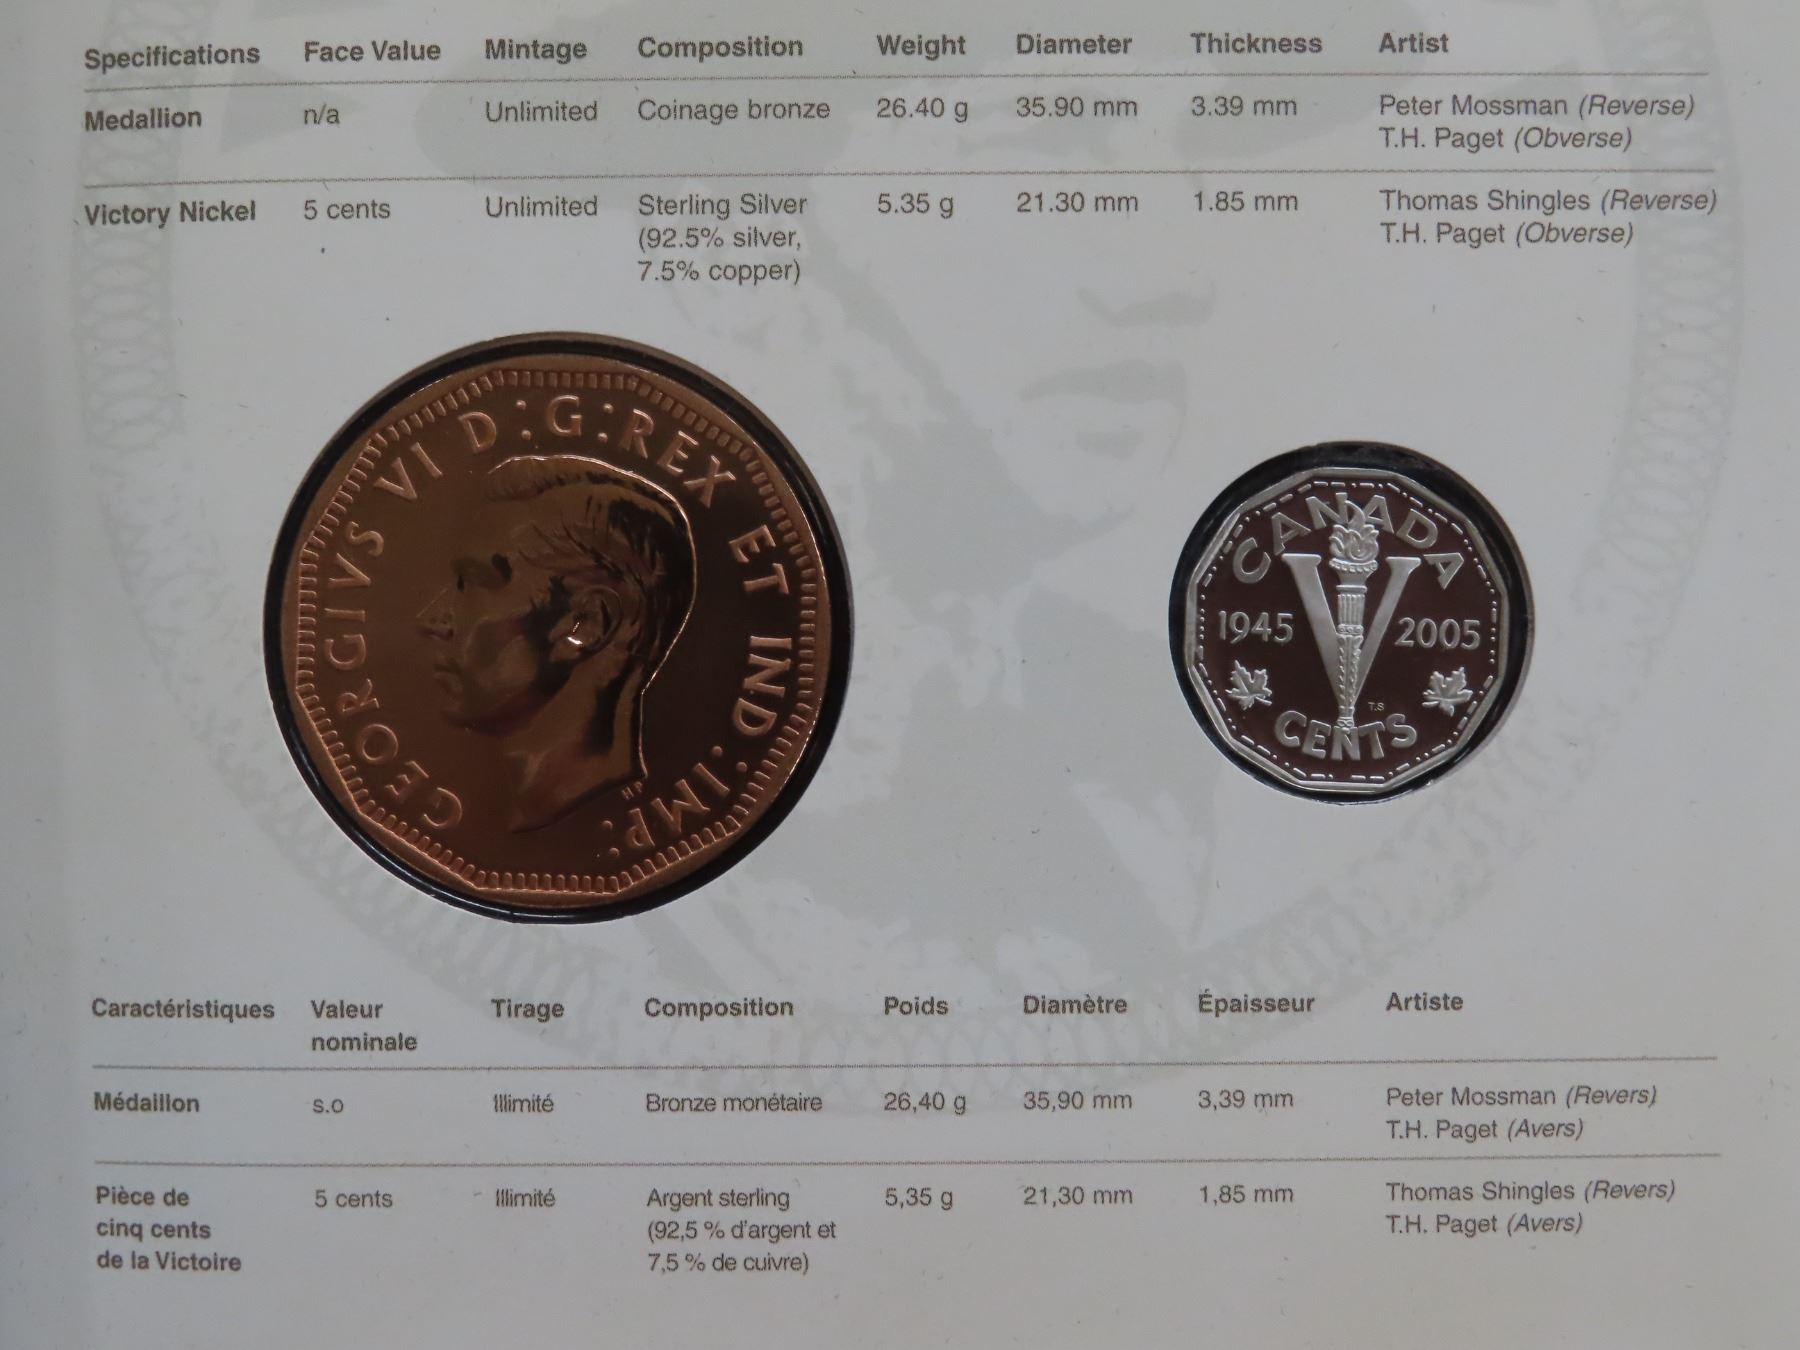 Specifications Face Value Mintage Composition Weight Diameter Thickness Artist
Medallion n/a Unlimited Coinage bronze 26.40 g 35.90 mm 3.39 mm Peter Mossman (Reverse)
T.H. Paget (Obverse)
Victory Nickel 5 cents Unlimited Sterling Silver 5.35 g 21.30 mm 1.85 mm Thomas Shingles (Reverse)
(92.5% silver, T.H. Paget (Obverse)
7.5% copper)
GEORGIVS VI D:G:REX ET IND:IMP:
HP
CANADA
1945 V 2005
T.S
CENTS
Caractéristiques Valeur Tirage Composition Poids Diamètre Épaisseur Artiste
nominale
Médaillon s.o Illimité Bronze monétaire 26,40 g 35,90 mm 3,39 mm Peter Mossman (Revers)
T.H. Paget (Avers)
Pièce de 5 cents Illimité Argent sterling 5,35 g 21,30 mm 1,85 mm Thomas Shingles (Revers)
cinq cents (92,5 % d'argent et T.H. Paget (Avers)
de la Victoire 7,5 % de cuivre)